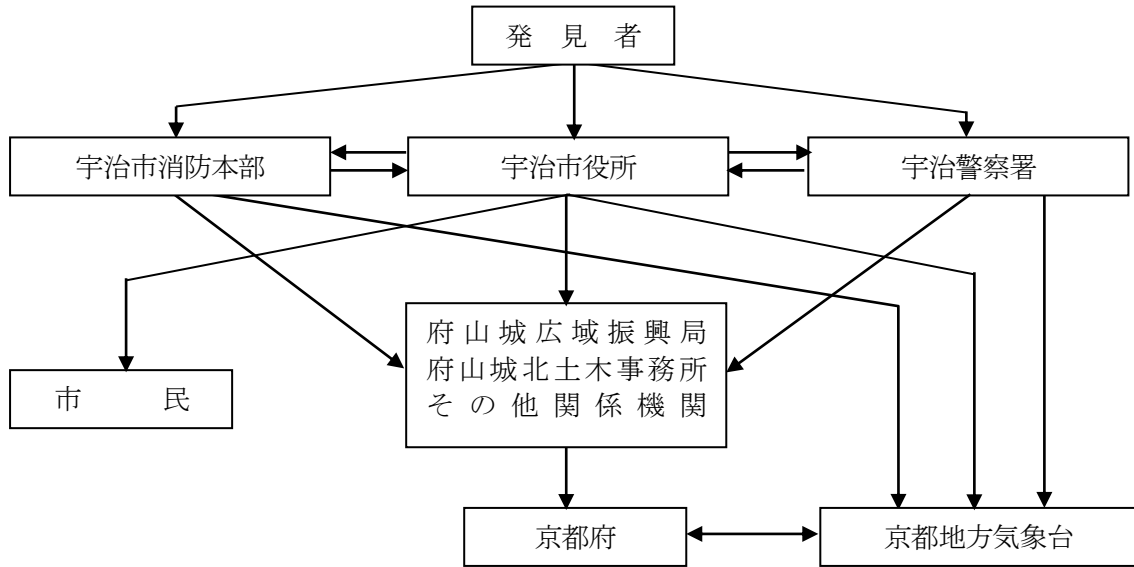 発見者
宇治市消防本部
宇治市役所
宇治警察署
府山城広域振興局
府山城北土木事務所
その他関係機関
市民
京都府
京都地方気象台